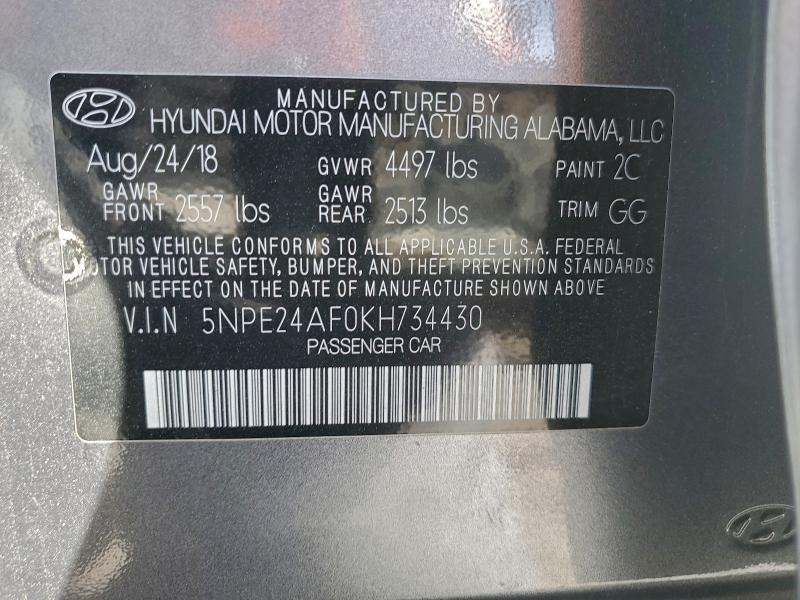 MANUFACTURED BY
HYUNDAI MOTOR MANUFACTURING ALABAMA, LLC
Aug/24/18 GVWR 4497 lbs PAINT 2C
GAWR FRONT 2557 lbs GAWR REAR 2513 lbs TRIM GG
THIS VEHICLE CONFORMS TO ALL APPLICABLE U.S.A. FEDERAL
MOTOR VEHICLE SAFETY, BUMPER, AND THEFT PREVENTION STANDARDS
IN EFFECT ON THE DATE OF MANUFACTURE SHOWN ABOVE
V.I.N 5NPE24AF0KH734430
PASSENGER CAR